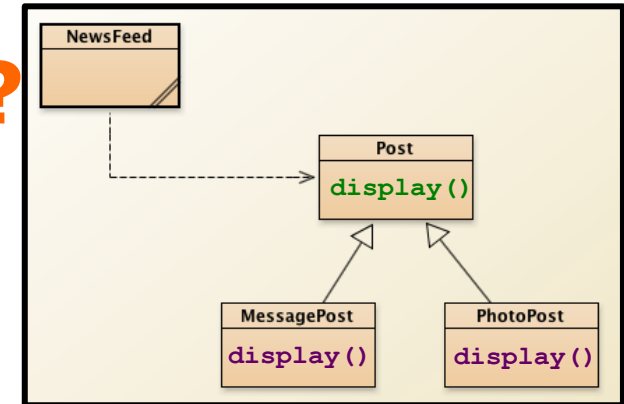 ?
NewsFeed
Post
display()
MessagePost
display()
PhotoPost
display()